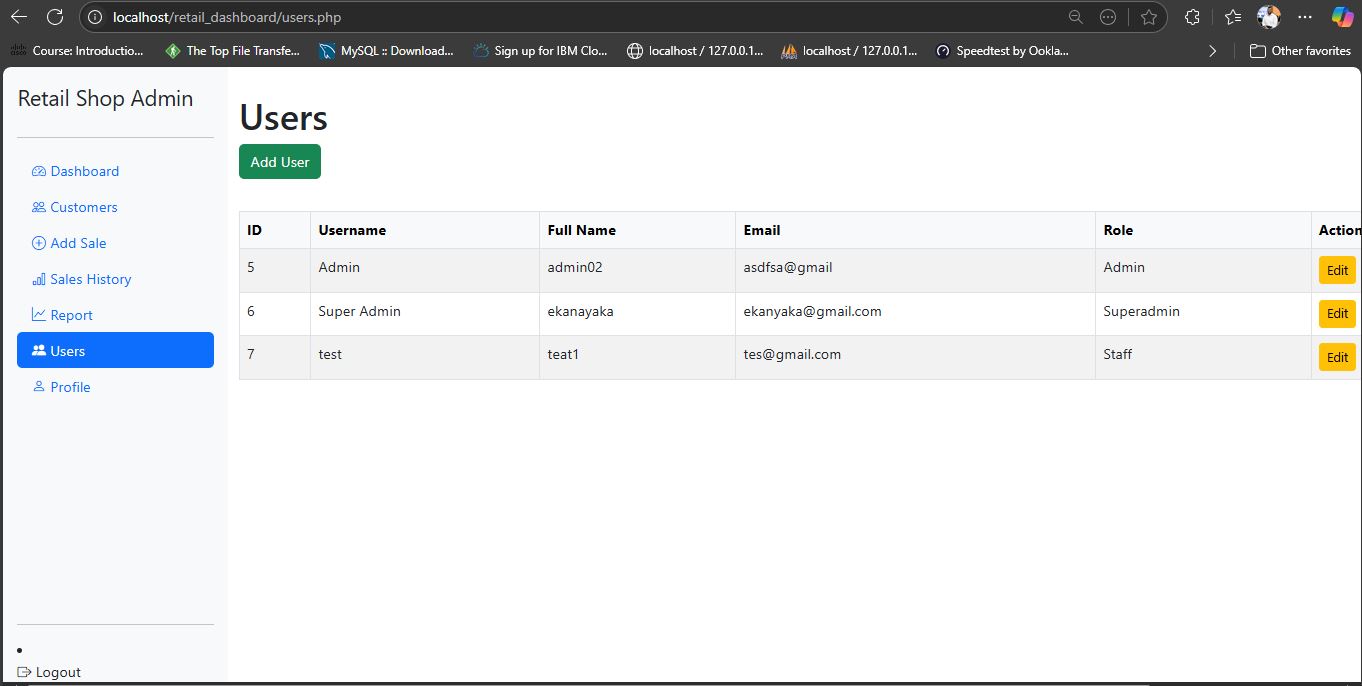 localhost/retail_dashboard/users.php
Course: Introductio... The Top File Transfe... MySQL :: Download... Sign up for IBM Clo... localhost / 127.0.0.1... localhost / 127.0.0.1... Speedtest by Ookla... Other favorites
Retail Shop Admin
Dashboard
Customers
Add Sale
Sales History
Report
Users
Profile
Logout
Users
Add User
ID Username Full Name Email Role Action
5 Admin admin02 asdfsa@gmail Admin Edit
6 Super Admin ekanayaka ekanyaka@gmail.com Superadmin Edit
7 test teat1 tes@gmail.com Staff Edit